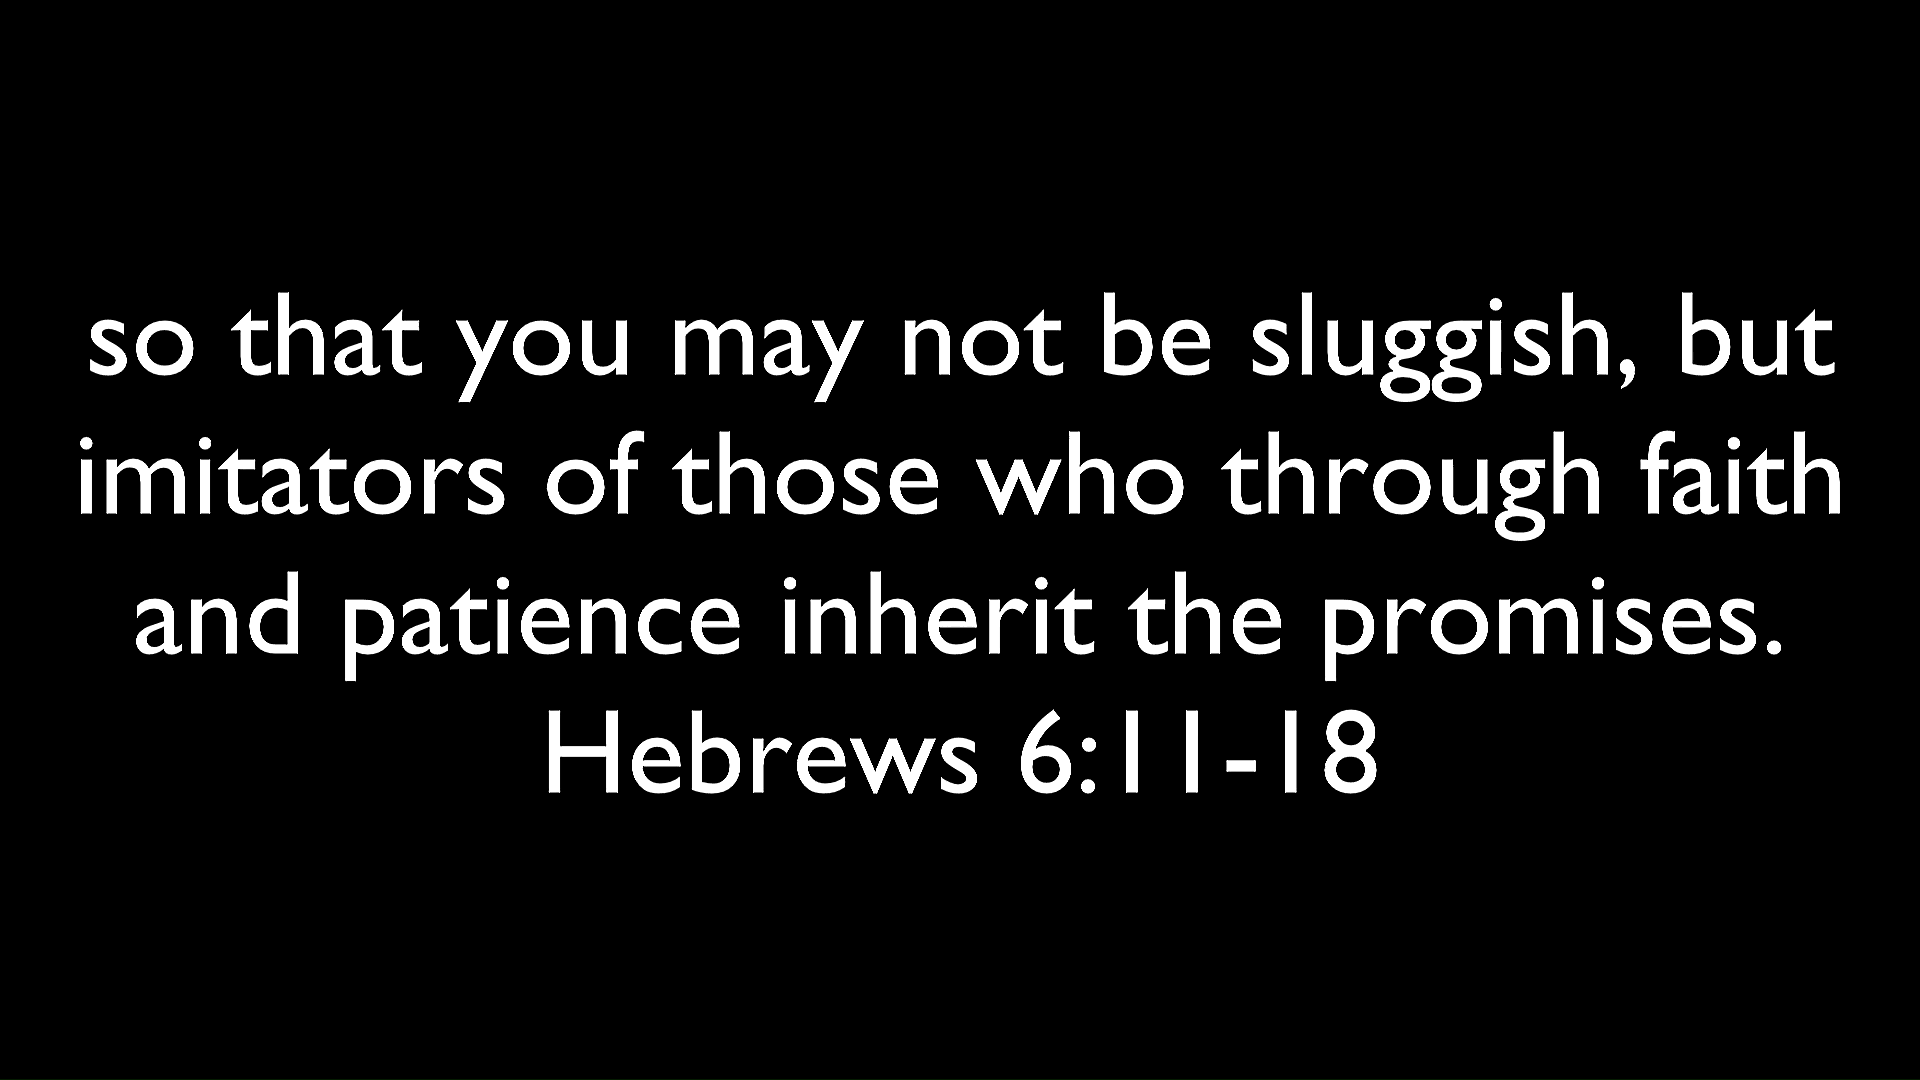 so that you may not be sluggish, but
imitators of those who through faith
and patience inherit the promises.
Hebrews 6:11-18